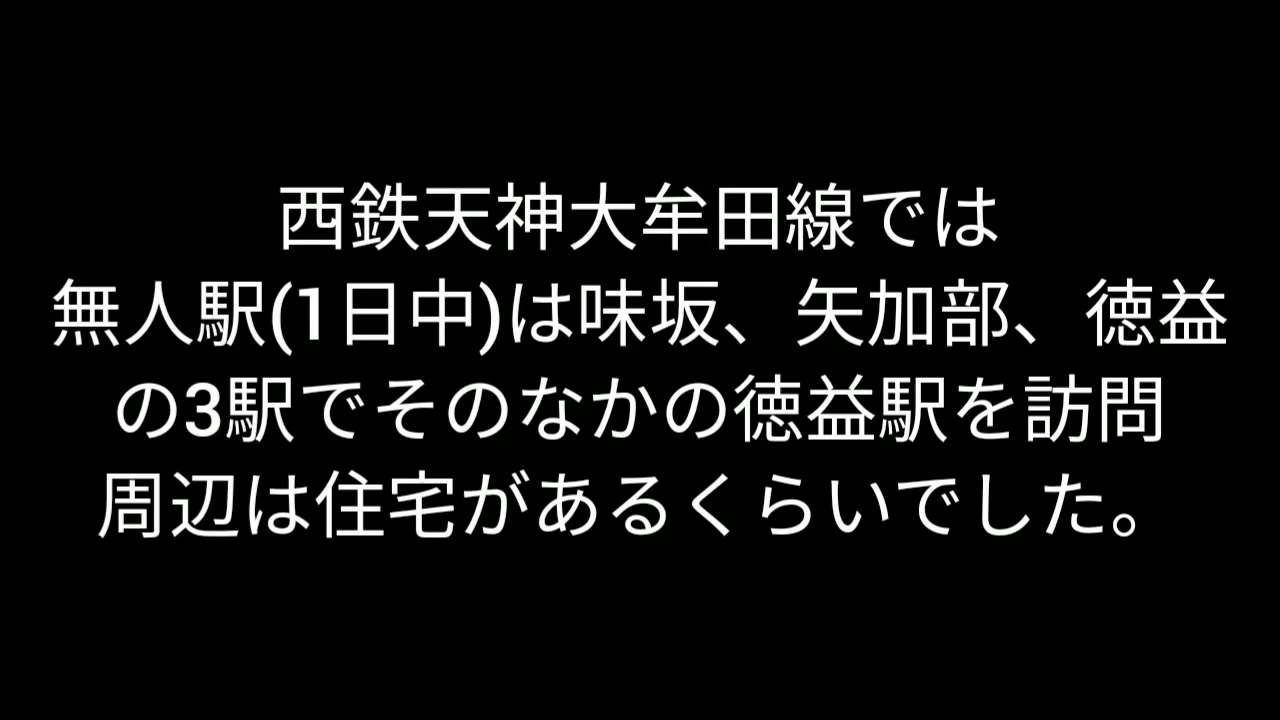 西鉄天神大牟田線では
無人駅(1日中)は味坂、矢加部、徳益
の3駅でそのなかの徳益駅を訪問
周辺は住宅があるくらいでした。